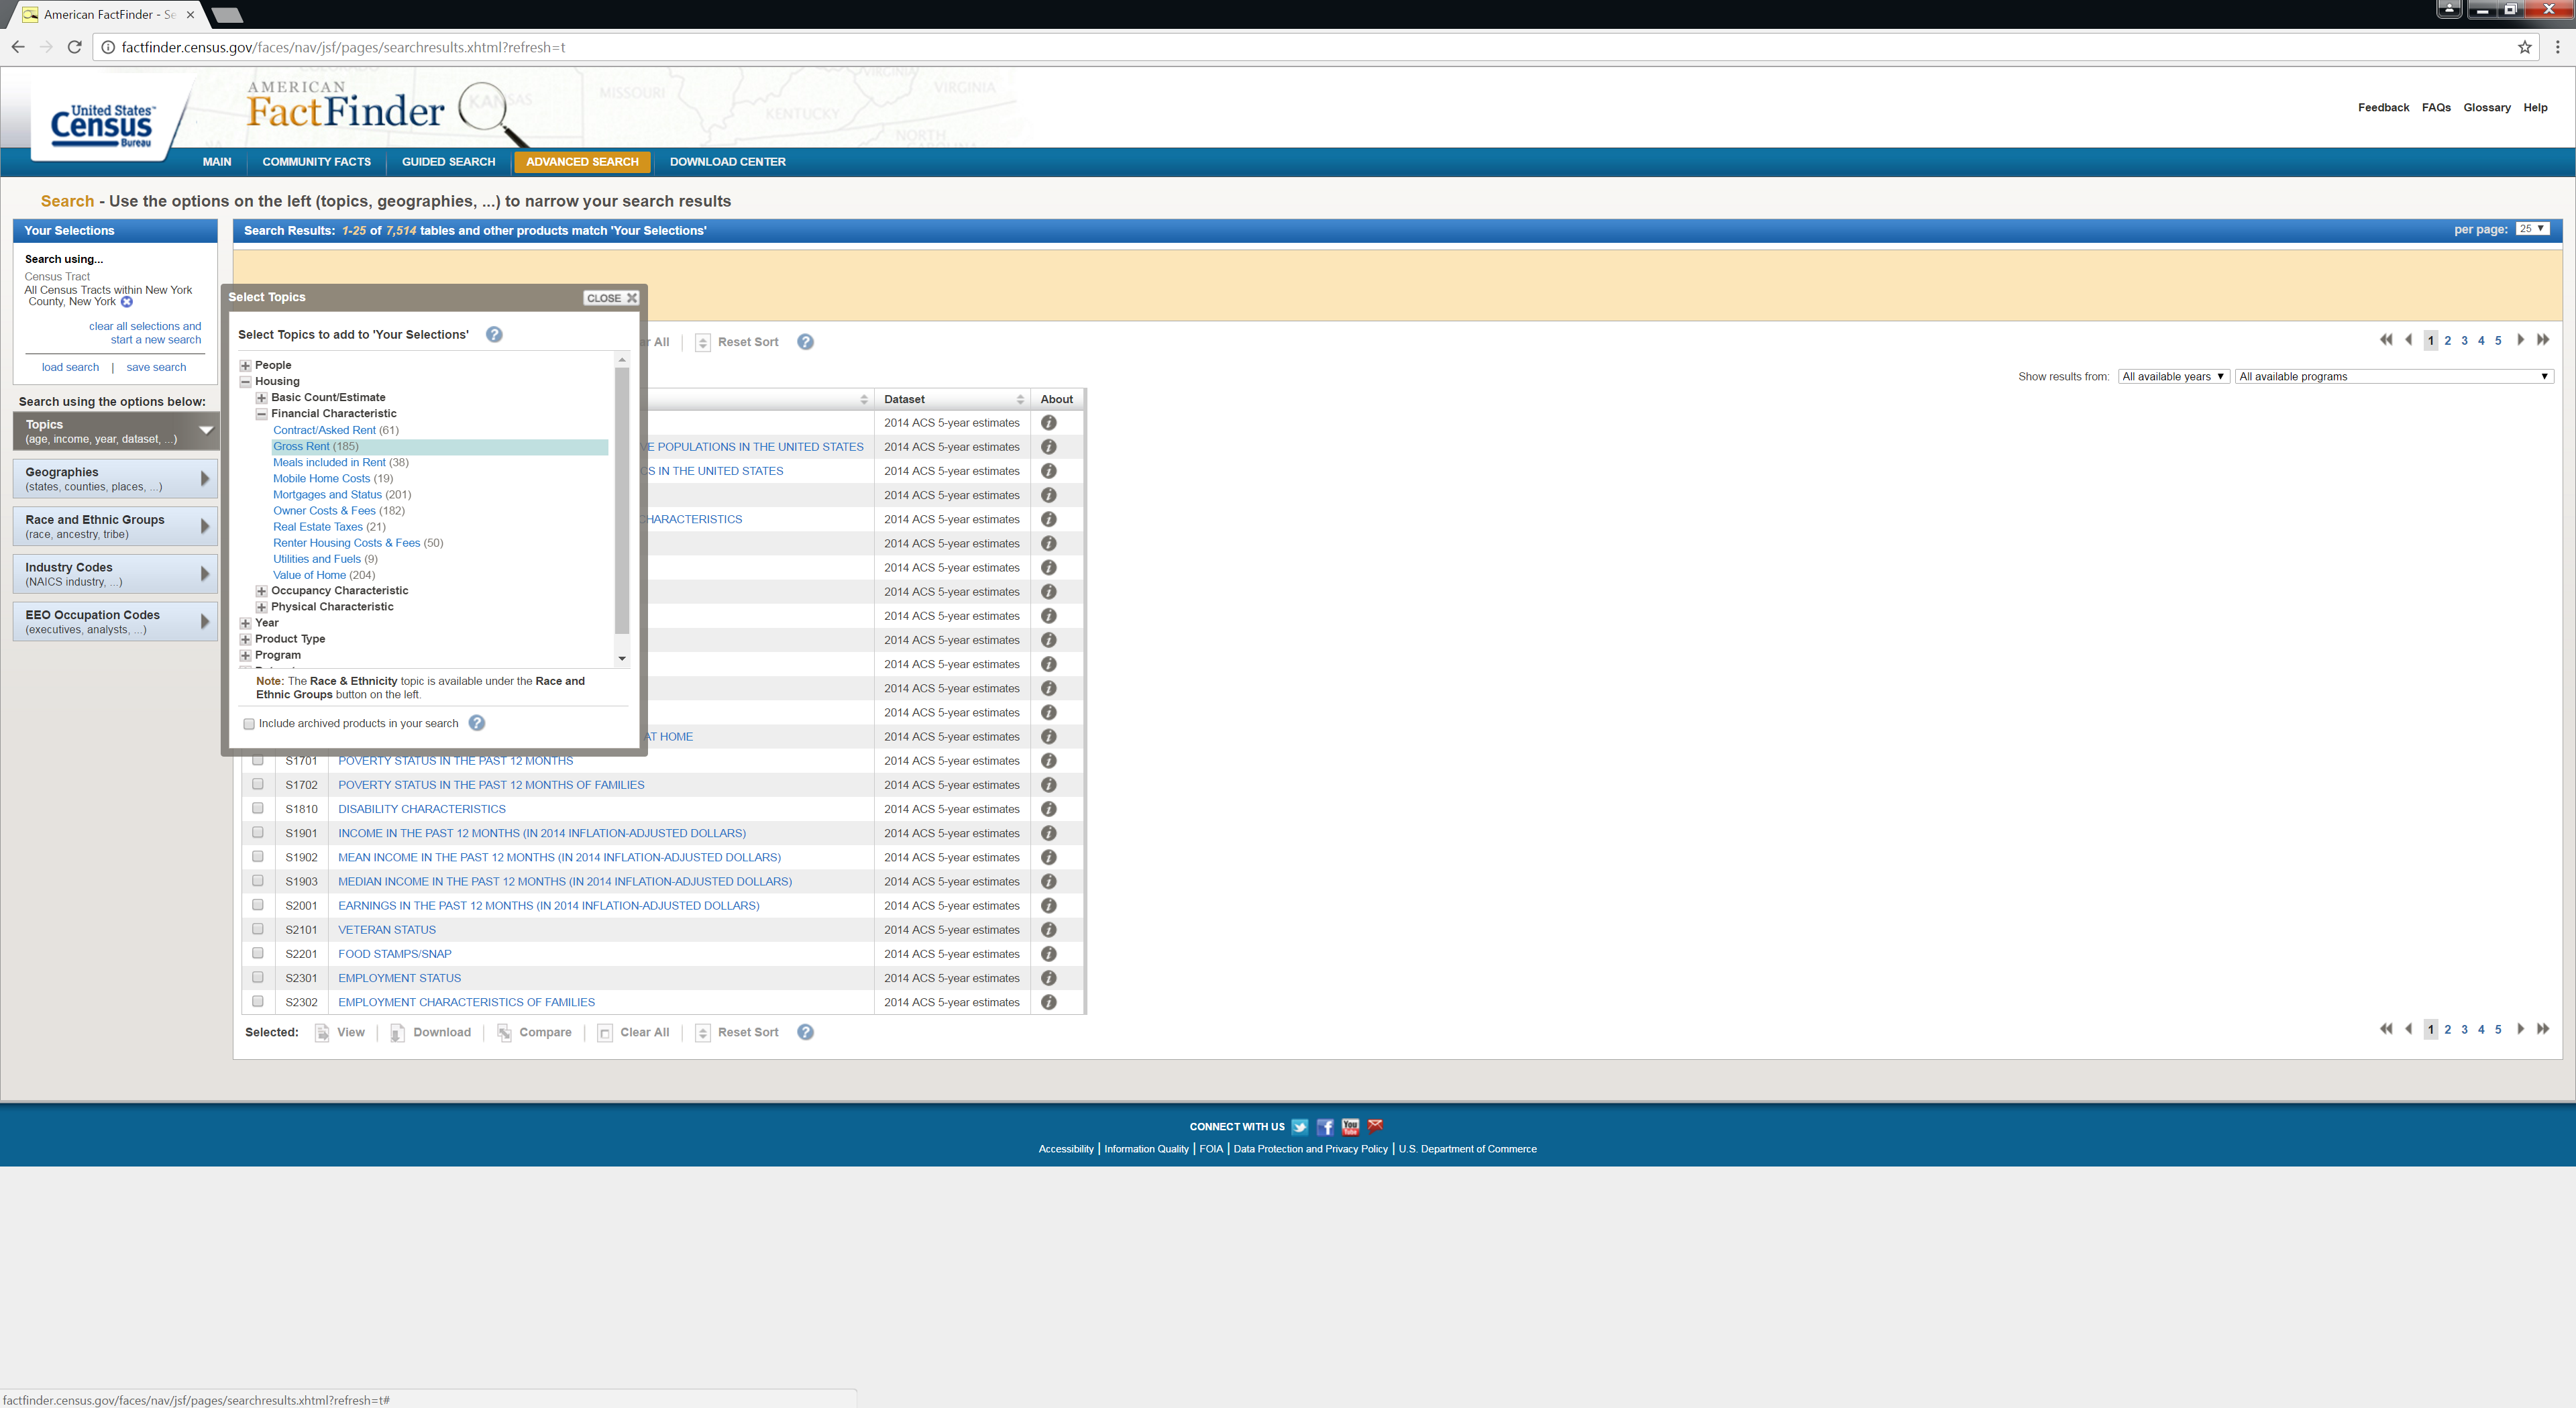 American FactFinder - Se
factfinder.census.gov/faces/nav/jsf/pages/searchresults.xhtml?refresh=t
United States™
Census
Bureau
AMERICAN
FactFinder
KANSAS
MISSOURI
KENTUCKY
VIRGINIA
VIRGINIA
NORTH
CAROLINA
Feedback FAQs Glossary Help
MAIN COMMUNITY FACTS GUIDED SEARCH ADVANCED SEARCH DOWNLOAD CENTER
Search - Use the options on the left (topics, geographies, ...) to narrow your search results
Your Selections
Search using...
Census Tract
All Census Tracts within New York
County, New York
clear all selections and
start a new search
load search | save search
Search using the options below:
Topics
(age, income, year, dataset, ...)
Geographies
(states, counties, places, ...)
Race and Ethnic Groups
(race, ancestry, tribe)
Industry Codes
(NAICS industry, ...)
EEO Occupation Codes
(executives, analysts, ...)
Search Results: 1-25 of 7,514 tables and other products match 'Your Selections'
per page: 25
Select Topics
CLOSE
Select Topics to add to 'Your Selections'
People
Housing
Basic Count/Estimate
Financial Characteristic
Contract/Asked Rent (61)
Gross Rent (185)
Meals included in Rent (38)
Mobile Home Costs (19)
Mortgages and Status (201)
Owner Costs & Fees (182)
Real Estate Taxes (21)
Renter Housing Costs & Fees (50)
Utilities and Fuels (9)
Value of Home (204)
Occupancy Characteristic
Physical Characteristic
Year
Product Type
Program
Note: The Race & Ethnicity topic is available under the Race and
Ethnic Groups button on the left.
Include archived products in your search
r All | Reset Sort
1 2 3 4 5
Show results from: All available years All available programs
Dataset About
2014 ACS 5-year estimates
VE POPULATIONS IN THE UNITED STATES 2014 ACS 5-year estimates
CS IN THE UNITED STATES 2014 ACS 5-year estimates
2014 ACS 5-year estimates
CHARACTERISTICS 2014 ACS 5-year estimates
2014 ACS 5-year estimates
2014 ACS 5-year estimates
2014 ACS 5-year estimates
2014 ACS 5-year estimates
2014 ACS 5-year estimates
2014 ACS 5-year estimates
2014 ACS 5-year estimates
2014 ACS 5-year estimates
AT HOME 2014 ACS 5-year estimates
S1701 POVERTY STATUS IN THE PAST 12 MONTHS 2014 ACS 5-year estimates
S1702 POVERTY STATUS IN THE PAST 12 MONTHS OF FAMILIES 2014 ACS 5-year estimates
S1810 DISABILITY CHARACTERISTICS 2014 ACS 5-year estimates
S1901 INCOME IN THE PAST 12 MONTHS (IN 2014 INFLATION-ADJUSTED DOLLARS) 2014 ACS 5-year estimates
S1902 MEAN INCOME IN THE PAST 12 MONTHS (IN 2014 INFLATION-ADJUSTED DOLLARS) 2014 ACS 5-year estimates
S1903 MEDIAN INCOME IN THE PAST 12 MONTHS (IN 2014 INFLATION-ADJUSTED DOLLARS) 2014 ACS 5-year estimates
S2001 EARNINGS IN THE PAST 12 MONTHS (IN 2014 INFLATION-ADJUSTED DOLLARS) 2014 ACS 5-year estimates
S2101 VETERAN STATUS 2014 ACS 5-year estimates
S2201 FOOD STAMPS/SNAP 2014 ACS 5-year estimates
S2301 EMPLOYMENT STATUS 2014 ACS 5-year estimates
S2302 EMPLOYMENT CHARACTERISTICS OF FAMILIES 2014 ACS 5-year estimates
Selected: View | Download | Compare | Clear All | Reset Sort
1 2 3 4 5
CONNECT WITH US
You Tube
Accessibility | Information Quality | FOIA | Data Protection and Privacy Policy | U.S. Department of Commerce
factfinder.census.gov/faces/nav/jsf/pages/searchresults.xhtml?refresh=t#